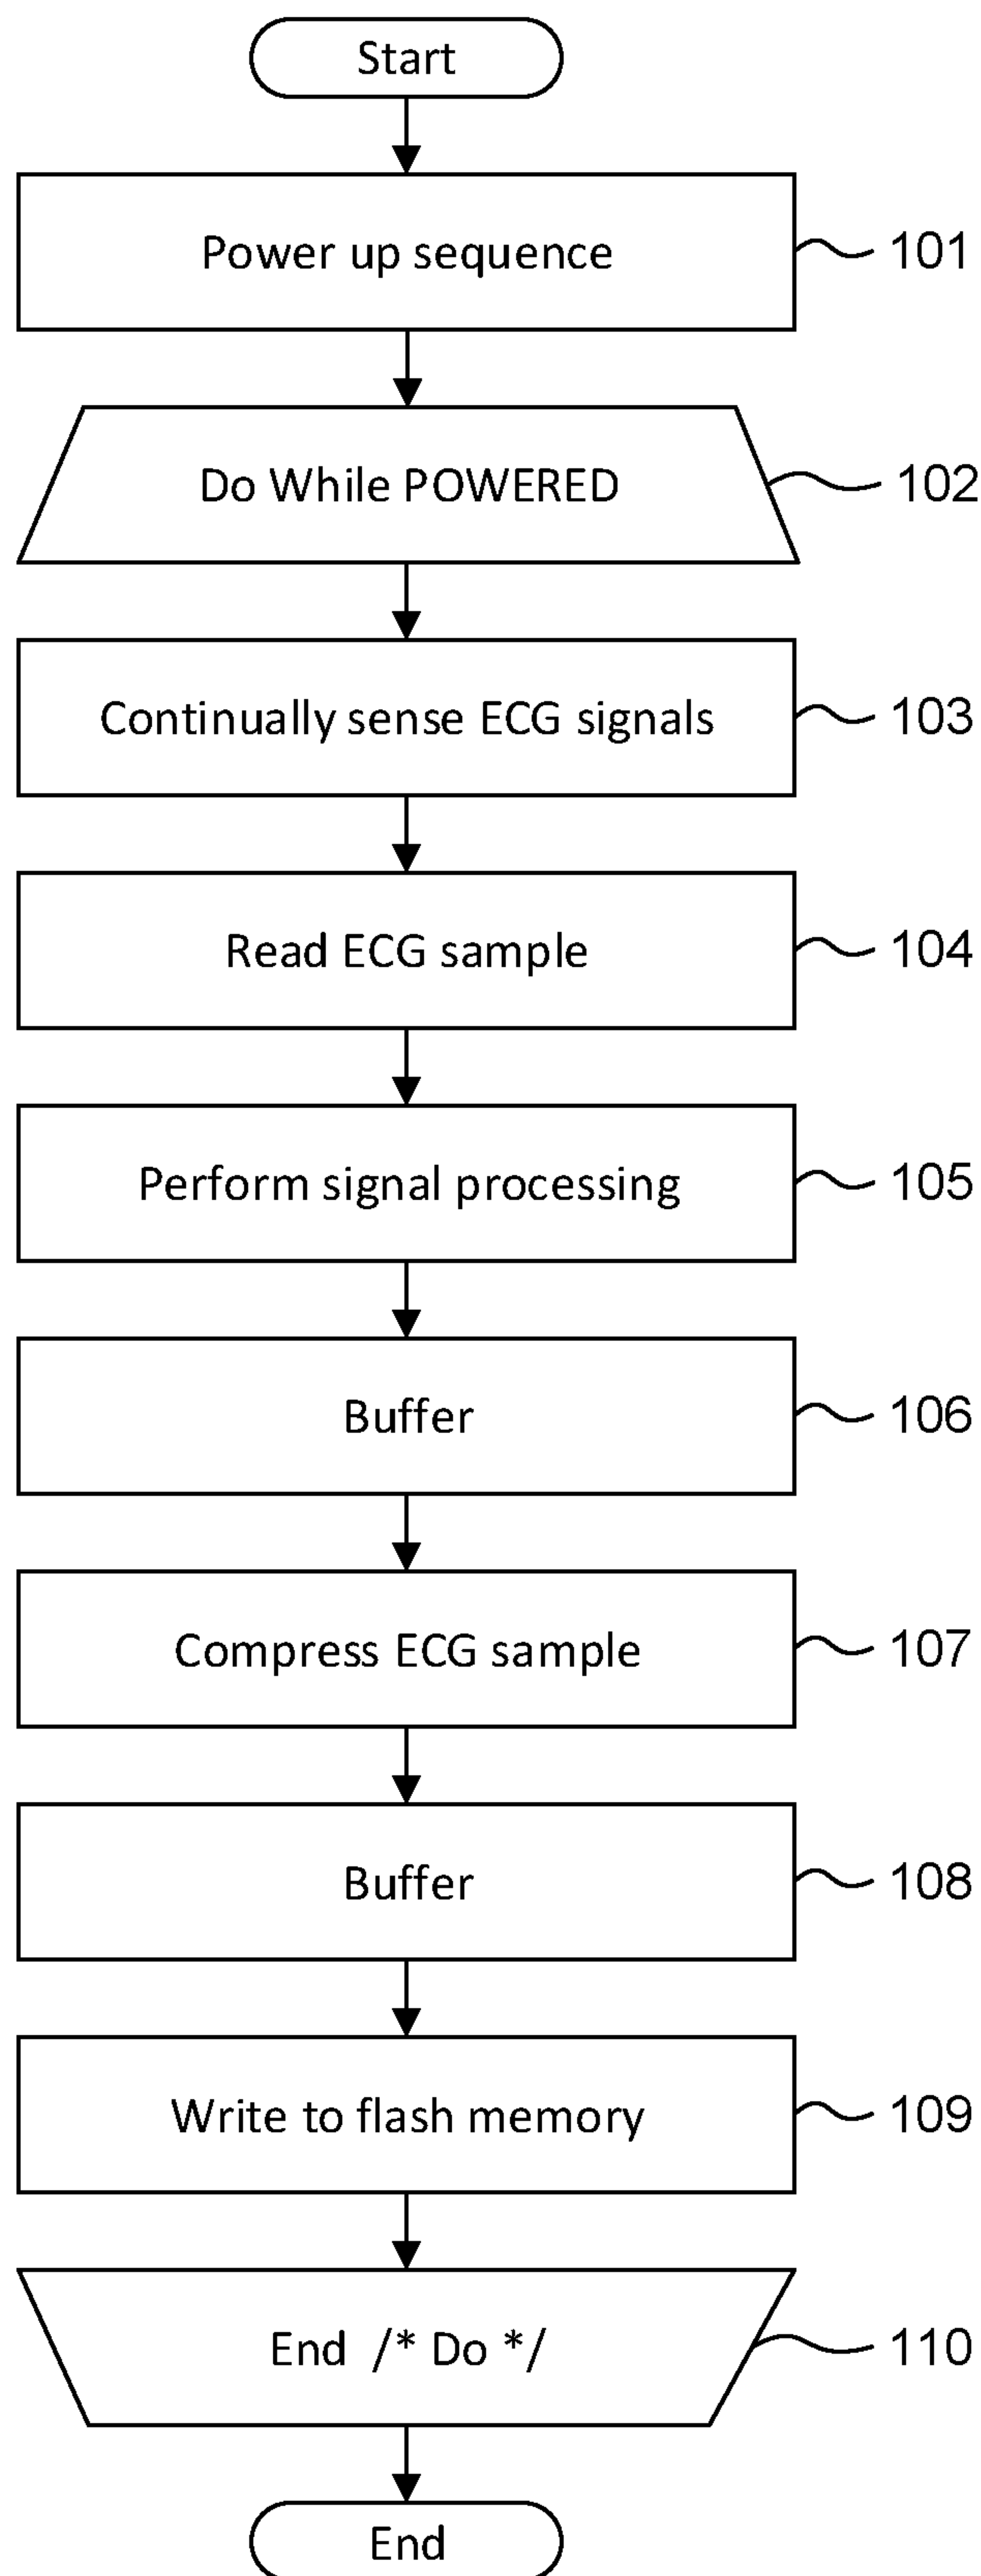 Start
Power up sequence
101
Do While POWERED
102
Continually sense ECG signals
103
Read ECG sample
104
Perform signal processing
105
Buffer
106
Compress ECG sample
107
Buffer
108
Write to flash memory
109
End /* Do */
110
End